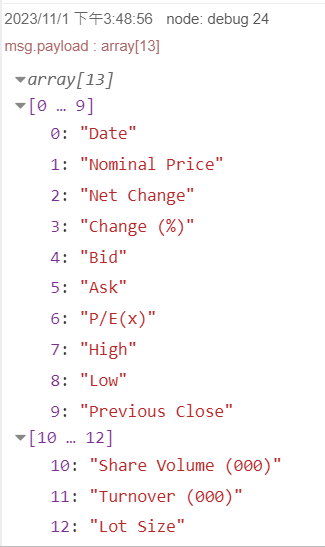 2023/11/1 下午3:48:56 node: debug 24
msg.payload : array[13]
array[13]
[0 … 9]
0: "Date"
1: "Nominal Price"
2: "Net Change"
3: "Change (%)"
4: "Bid"
5: "Ask"
6: "P/E(x)"
7: "High"
8: "Low"
9: "Previous Close"
[10 … 12]
10: "Share Volume (000)"
11: "Turnover (000)"
12: "Lot Size"